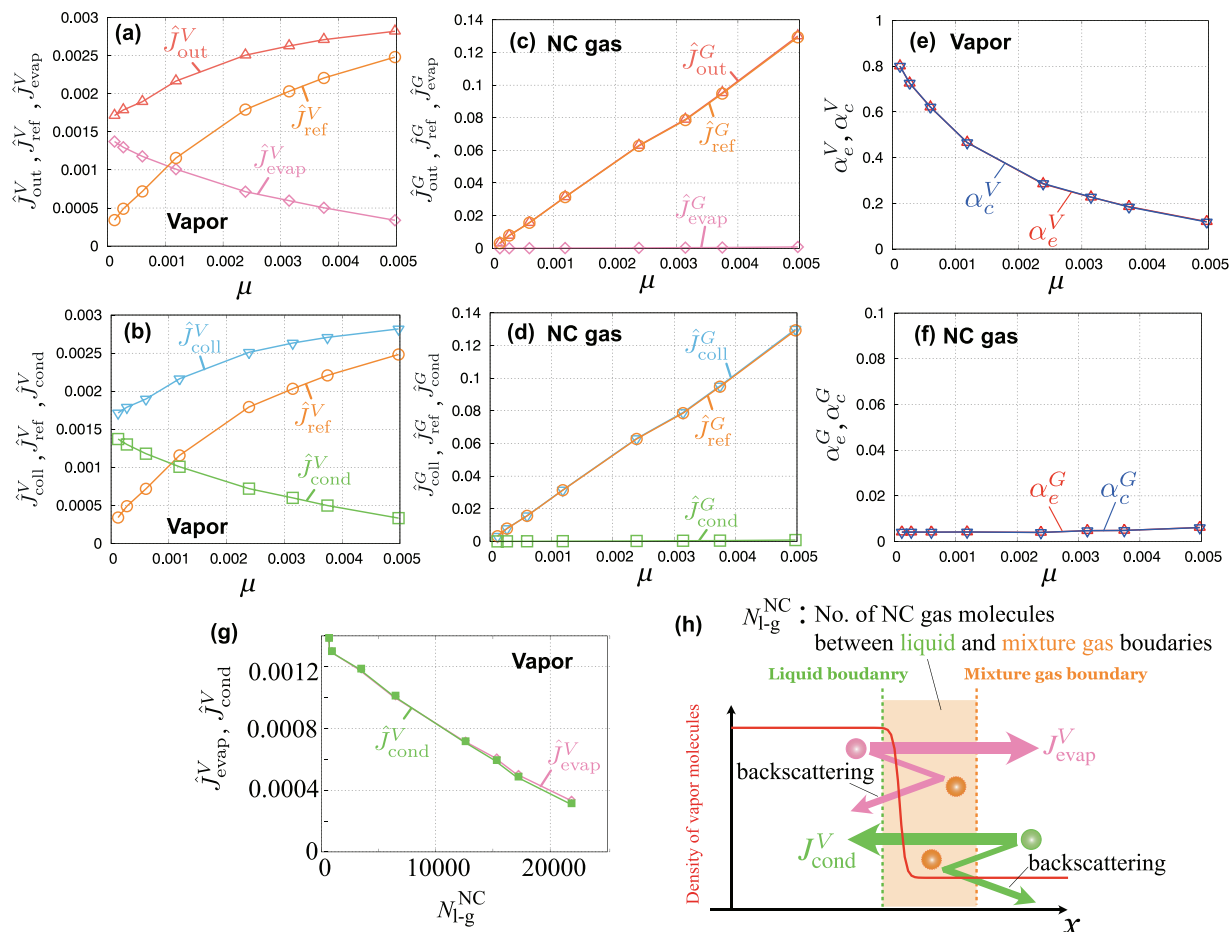 (a)
Ĵ^V_out , Ĵ^V_ref , Ĵ^V_evap
0.003
0.0025
0.002
0.0015
0.001
0.0005
0
Ĵ^V_out
Ĵ^V_ref
Ĵ^V_evap
Vapor
0 0.001 0.002 0.003 0.004 0.005
μ
(c) NC gas
Ĵ^G_out , Ĵ^G_ref , Ĵ^G_evap
0.14
0.12
0.10
0.08
0.06
0.04
0.02
0
Ĵ^G_out
Ĵ^G_ref
Ĵ^G_evap
0 0.001 0.002 0.003 0.004 0.005
μ
(e) Vapor
α^V_e, α^V_c
1
0.8
0.6
0.4
0.2
0
α^V_c
α^V_e
0 0.001 0.002 0.003 0.004 0.005
μ
(b)
Ĵ^V_coll , Ĵ^V_ref , Ĵ^V_cond
0.003
0.0025
0.002
0.0015
0.001
0.0005
0
Ĵ^V_coll
Ĵ^V_ref
Ĵ^V_cond
Vapor
0 0.001 0.002 0.003 0.004 0.005
μ
(d) NC gas
Ĵ^G_coll , Ĵ^G_ref , Ĵ^G_cond
0.14
0.12
0.10
0.08
0.06
0.04
0.02
0
Ĵ^G_coll
Ĵ^G_ref
Ĵ^G_cond
0 0.001 0.002 0.003 0.004 0.005
μ
(f) NC gas
α^G_e, α^G_c
0.1
0.08
0.06
0.04
0.02
0
α^G_e
α^G_c
0 0.001 0.002 0.003 0.004 0.005
μ
(g)
Vapor
Ĵ^V_evap, Ĵ^V_cond
0.0012
0.0008
0.0004
0
Ĵ^V_cond
Ĵ^V_evap
0 10000 20000
N^NC_l-g
(h)
N^NC_l-g : No. of NC gas molecules
between liquid and mixture gas boudaries
Liquid boudanry Mixture gas boundary
Density of vapor molecules
J^V_evap
backscattering
J^V_cond
backscattering
x